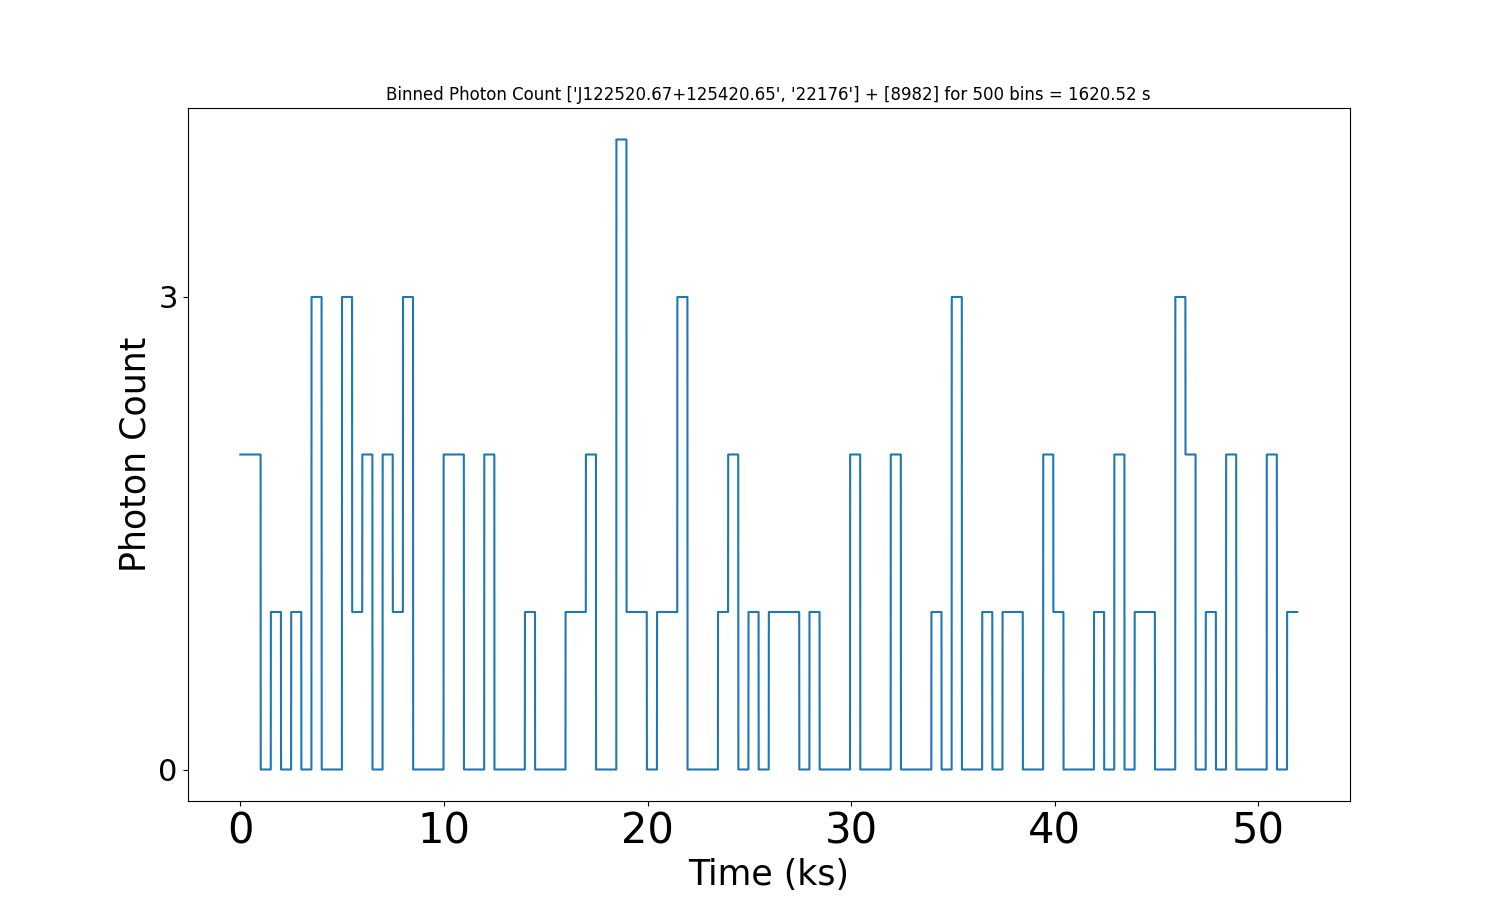 Binned Photon Count ['J122520.67+125420.65', '22176'] + [8982] for 500 bins = 1620.52 s
Photon Count
3
0
0 10 20 30 40 50
Time (ks)